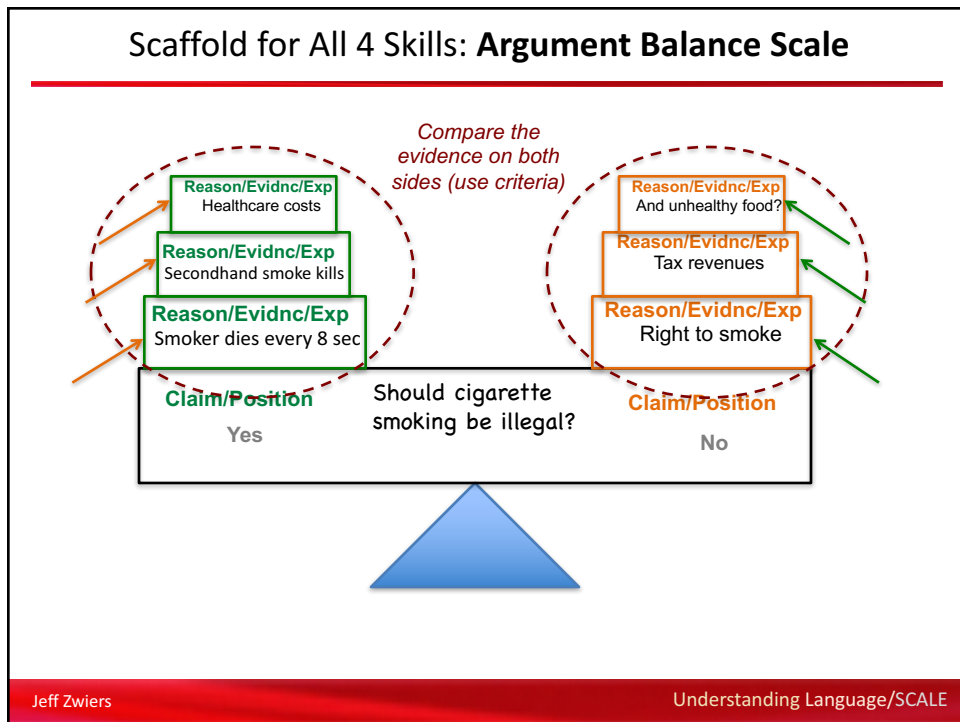 Scaffold for All 4 Skills: Argument Balance Scale
Compare the
evidence on both
sides (use criteria)
Reason/Evidnc/Exp
Healthcare costs
Reason/Evidnc/Exp
Secondhand smoke kills
Reason/Evidnc/Exp
Smoker dies every 8 sec
Reason/Evidnc/Exp
And unhealthy food?
Reason/Evidnc/Exp
Tax revenues
Reason/Evidnc/Exp
Right to smoke
Claim/Position
Yes
Should cigarette
smoking be illegal?
Claim/Position
No
Jeff Zwiers
Understanding Language/SCALE